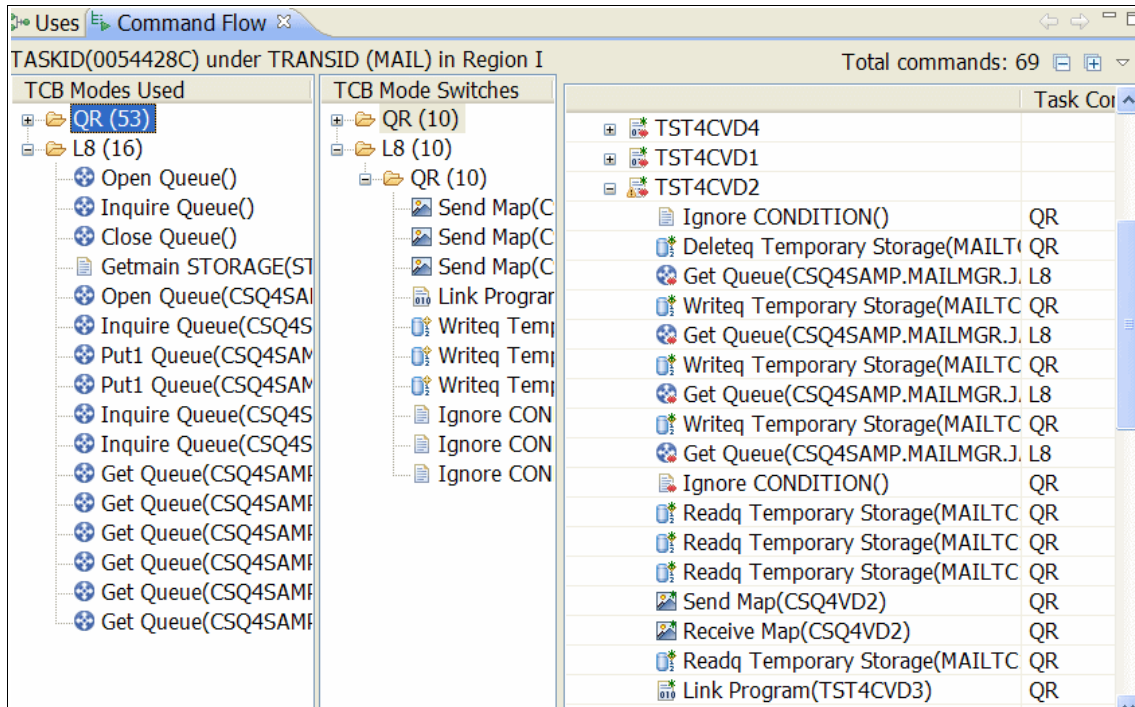 Uses Command Flow
TASKID(0054428C) under TRANSID (MAIL) in Region I
Total commands: 69
TCB Modes Used
QR (53)
L8 (16)
Open Queue()
Inquire Queue()
Close Queue()
Getmain STORAGE(ST
Open Queue(CSQ4SA
Inquire Queue(CSQ4S
Put1 Queue(CSQ4SAM
Put1 Queue(CSQ4SAM
Inquire Queue(CSQ4S
Inquire Queue(CSQ4S
Get Queue(CSQ4SAM
Get Queue(CSQ4SAM
Get Queue(CSQ4SAM
Get Queue(CSQ4SAM
Get Queue(CSQ4SAM
Get Queue(CSQ4SAM
TCB Mode Switches
QR (10)
L8 (10)
QR (10)
Send Map(C
Send Map(C
Send Map(C
Link Program
Writeq Temp
Writeq Temp
Writeq Temp
Ignore CON
Ignore CON
Ignore CON
Task Cor
TST4CVD4
TST4CVD1
TST4CVD2
Ignore CONDITION() QR
Deleteq Temporary Storage(MAILT QR
Get Queue(CSQ4SAMP.MAILMGR.J L8
Writeq Temporary Storage(MAILTC QR
Get Queue(CSQ4SAMP.MAILMGR.J L8
Writeq Temporary Storage(MAILTC QR
Get Queue(CSQ4SAMP.MAILMGR.J L8
Writeq Temporary Storage(MAILTC QR
Get Queue(CSQ4SAMP.MAILMGR.J L8
Ignore CONDITION() QR
Readq Temporary Storage(MAILTC QR
Readq Temporary Storage(MAILTC QR
Readq Temporary Storage(MAILTC QR
Send Map(CSQ4VD2) QR
Receive Map(CSQ4VD2) QR
Readq Temporary Storage(MAILTC QR
Link Program(TST4CVD3) QR